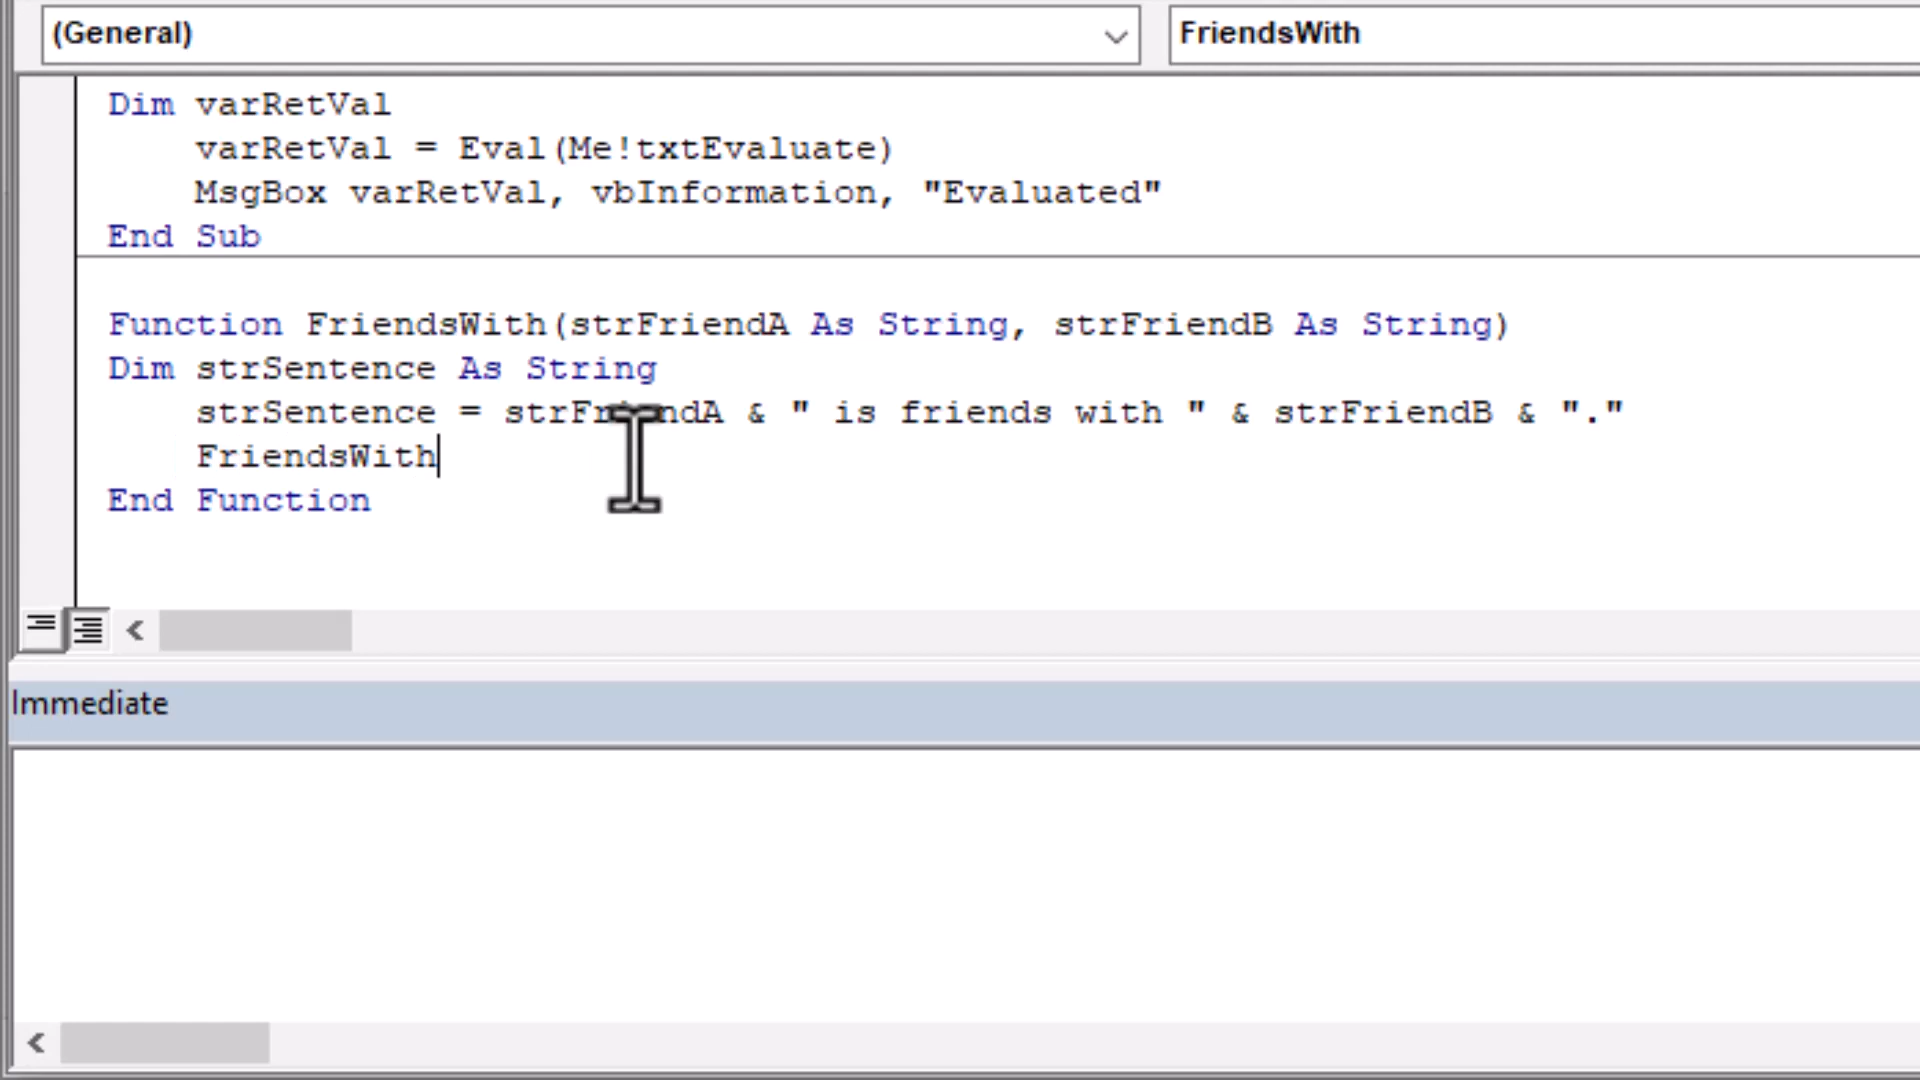 (General)
FriendsWith
Dim varRetVal
varRetVal = Eval(Me!txtEvaluate)
MsgBox varRetVal, vbInformation, "Evaluated"
End Sub
Function FriendsWith(strFriendA As String, strFriendB As String)
Dim strSentence As String
strSentence = strFriendA & " is friends with " & strFriendB & "."
FriendsWith
End Function
Immediate